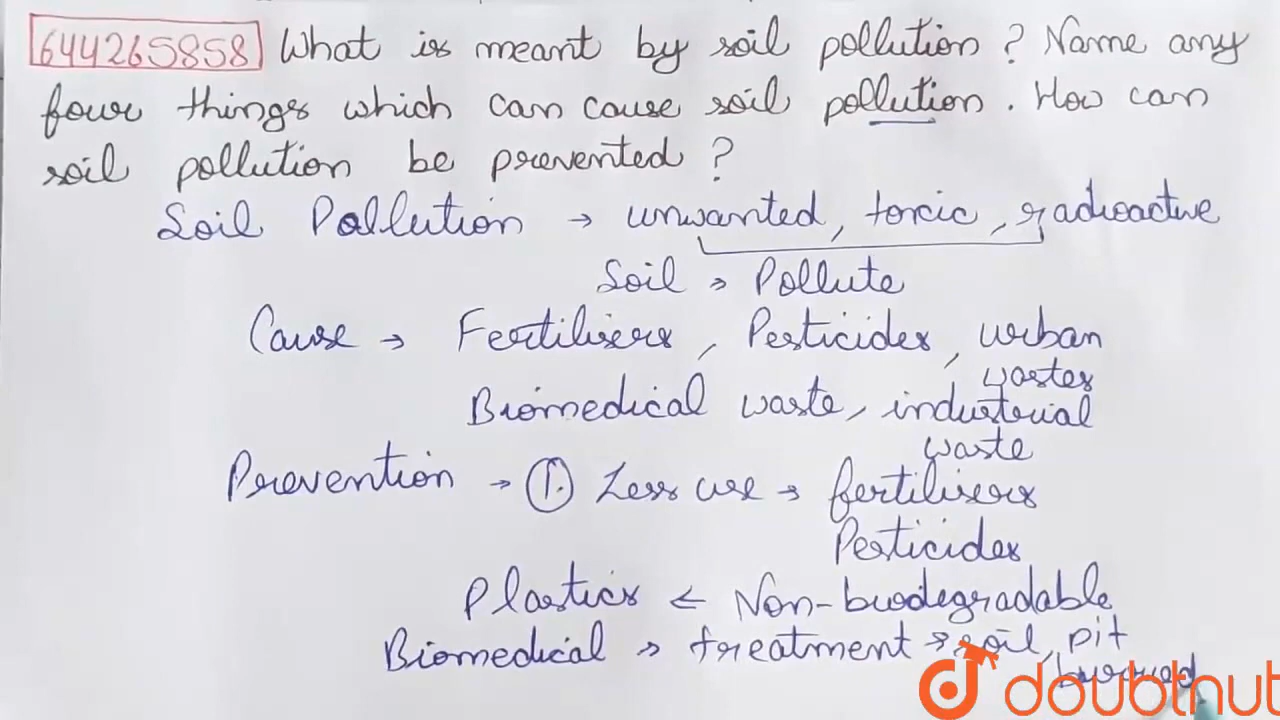 644265858 What is meant by soil pollution ? Name any
four things which can cause soil pollution . How can
soil pollution be prevented ?
Soil Pollution → unwanted, toxic, radioactive
Soil → Pollute
Cause → Fertilisers, Pesticides, urban
wastes
Biomedical waste, industerial
waste
Prevention → 1. Less use → fertilisers
Pesticides
Plastics ← Non-biodegradable
Biomedical → treatment → soil, pit
burried
doubtnut